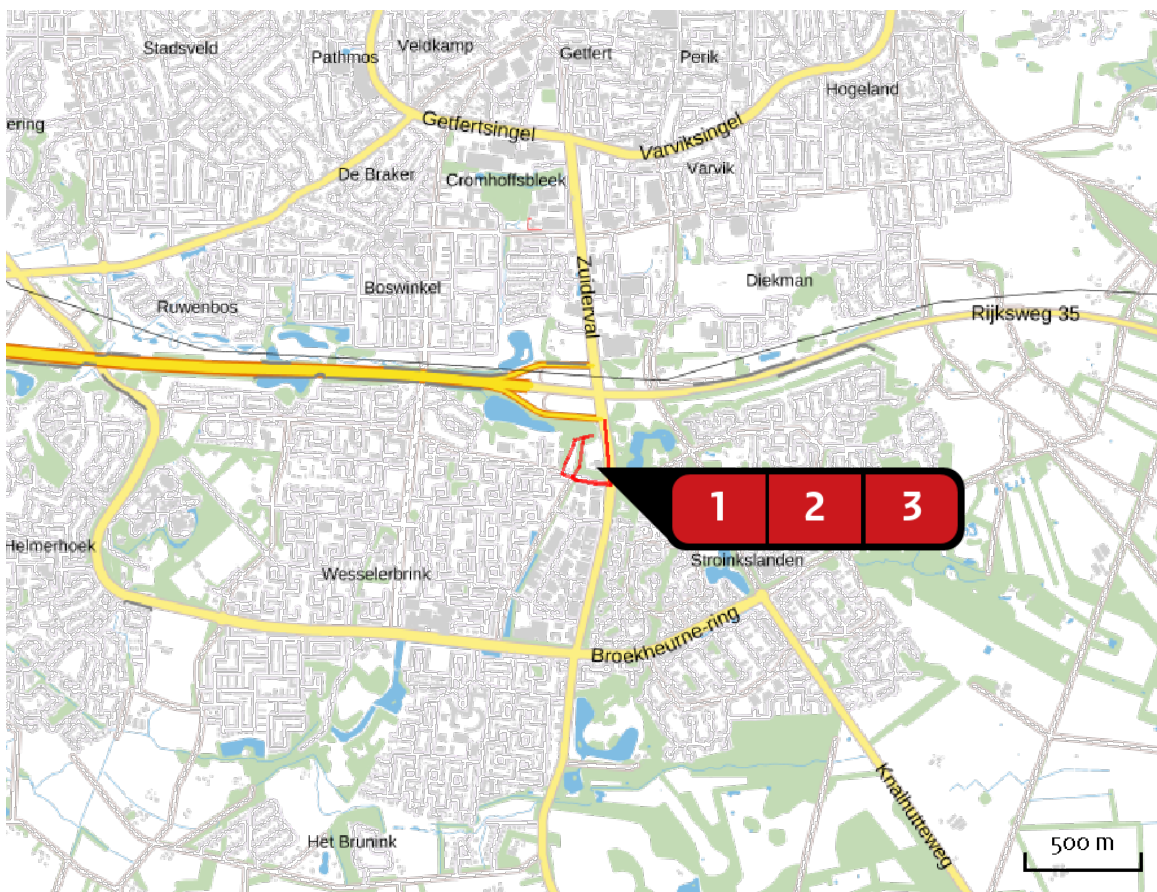 Stadsveld
Pathmos
Veldkamp
Getfert
Perik
Hogeland
ering
Getfertsingel
Varviksingel
De Braker
Cromhoffsbleek
Varvik
Zuiderval
Boswinkel
Diekman
Ruwenbos
Rijksweg 35
1 2 3
Helmerhoek
Wesselerbrink
Stroinkslanden
Broekheurne-ring
Knalhutteweg
Het Brunink
500 m